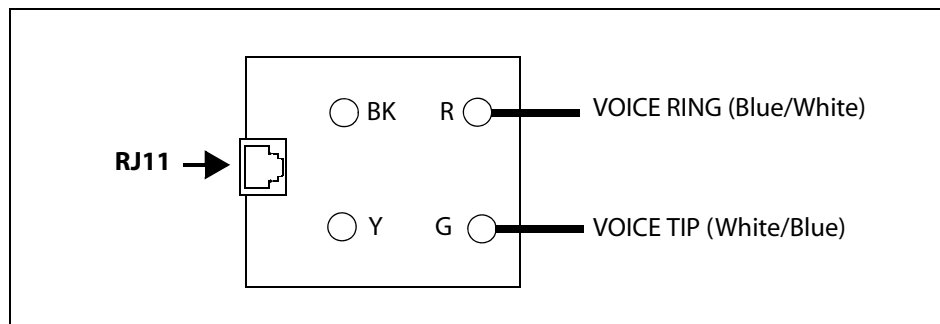 BK R VOICE RING (Blue/White)
RJ11
Y G VOICE TIP (White/Blue)